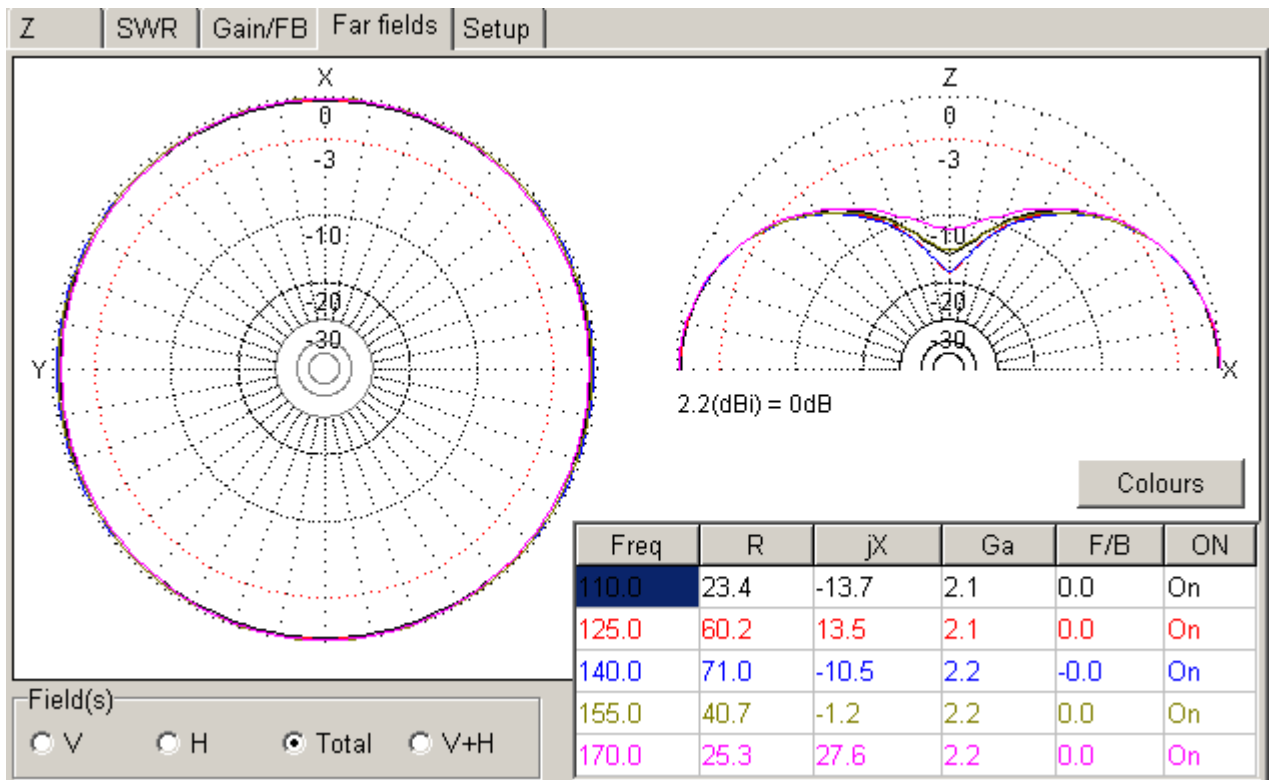 Z SWR Gain/FB Far fields Setup
X Z
0 0
-3 -3
-10 -10
-20 -20
-30 -30
Y X
2.2(dBi) = 0dB
Colours
Freq R jX Ga F/B ON
110.0 23.4 -13.7 2.1 0.0 On
125.0 60.2 13.5 2.1 0.0 On
140.0 71.0 -10.5 2.2 -0.0 On
155.0 40.7 -1.2 2.2 0.0 On
170.0 25.3 27.6 2.2 0.0 On
Field(s)
V H Total V+H